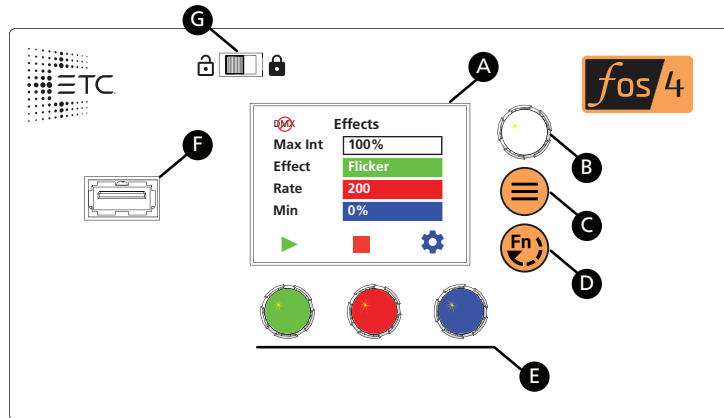 G
A
ETC
fos/4
DMX Effects
Max Int 100%
Effect Flicker
Rate 200
Min 0%
F
B
C
Fn
D
E